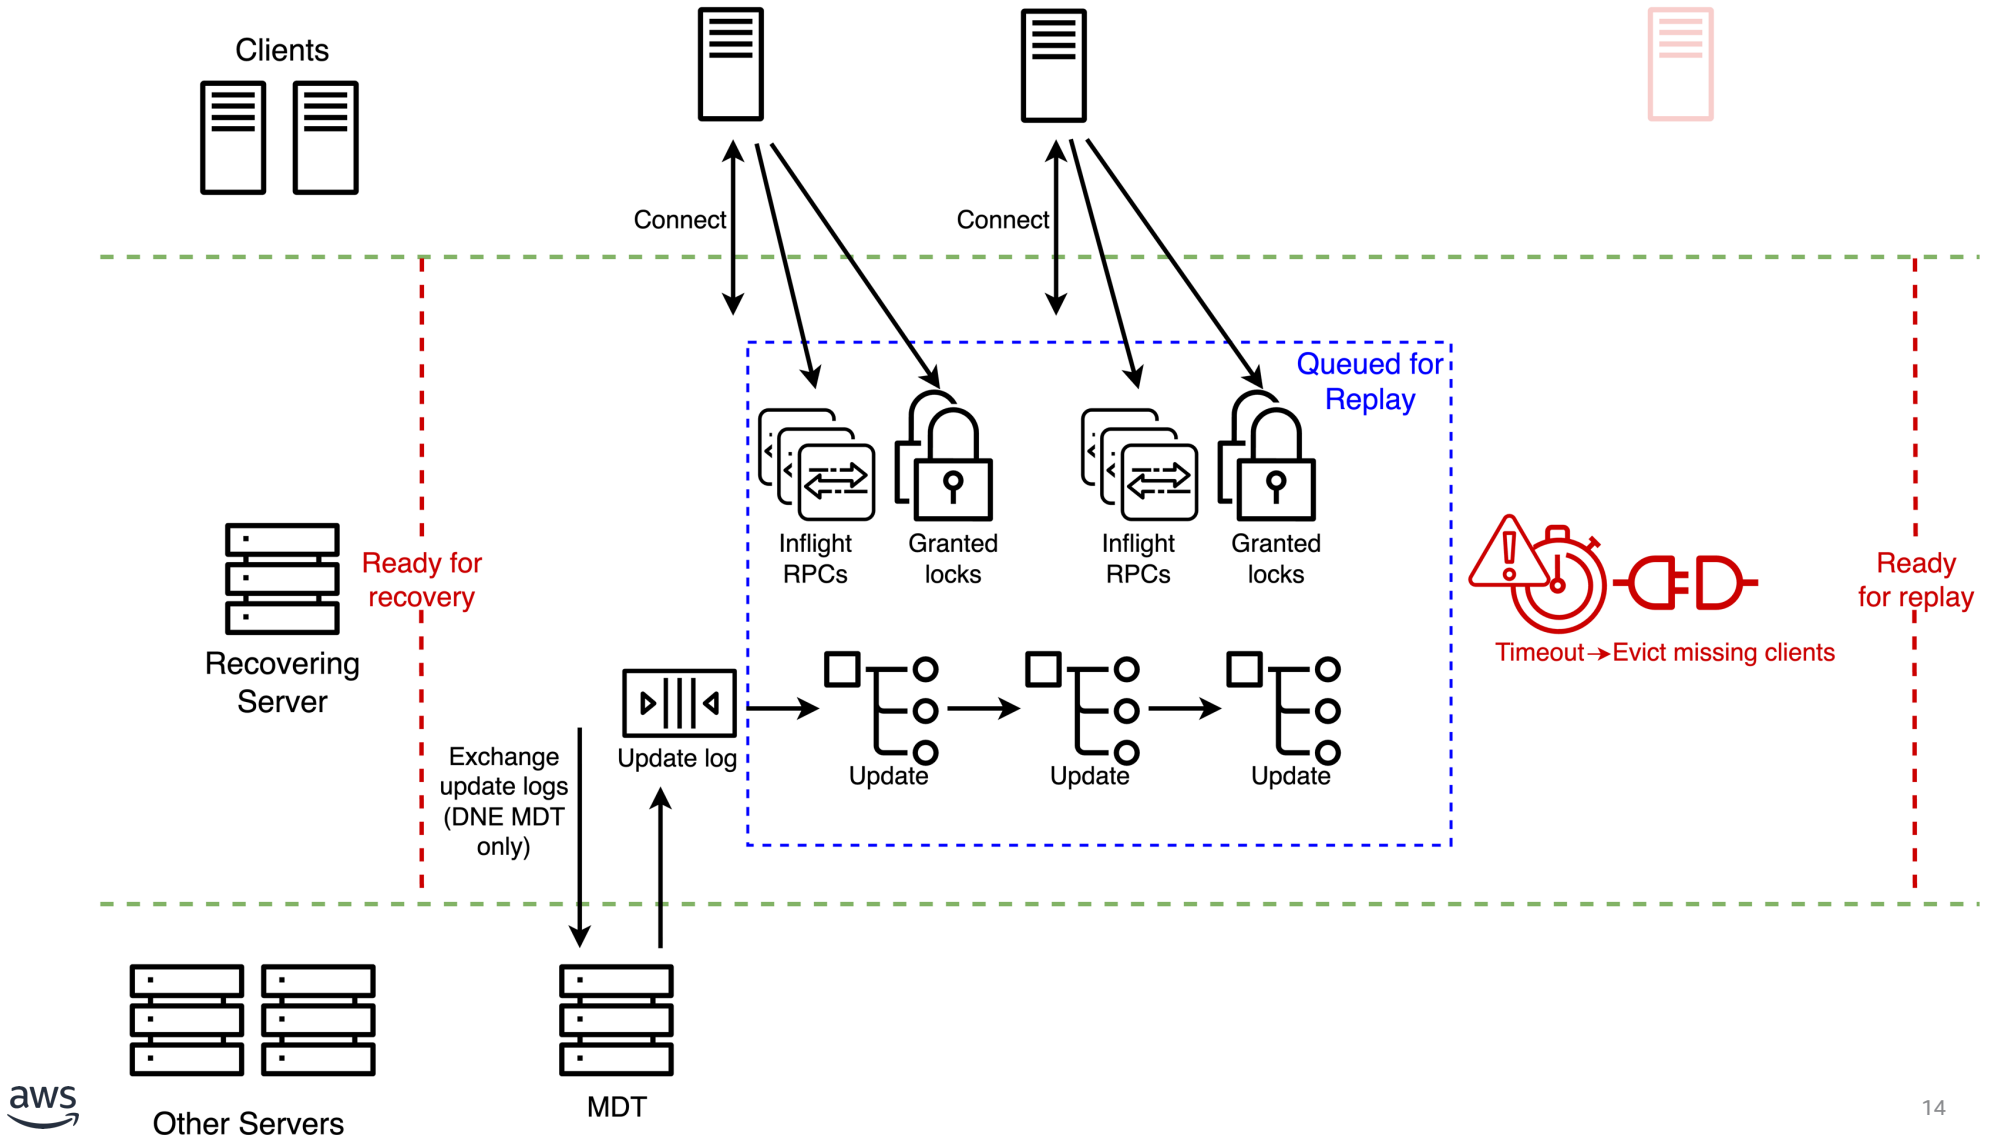 Clients
Connect
Connect
Queued for
Replay
Inflight
RPCs
Granted
locks
Inflight
RPCs
Granted
locks
Ready for
recovery
Ready
for replay
Recovering
Server
Timeout→Evict missing clients
Exchange
update logs
(DNE MDT
only)
Update log
Update
Update
Update
Other Servers
MDT
aws
14